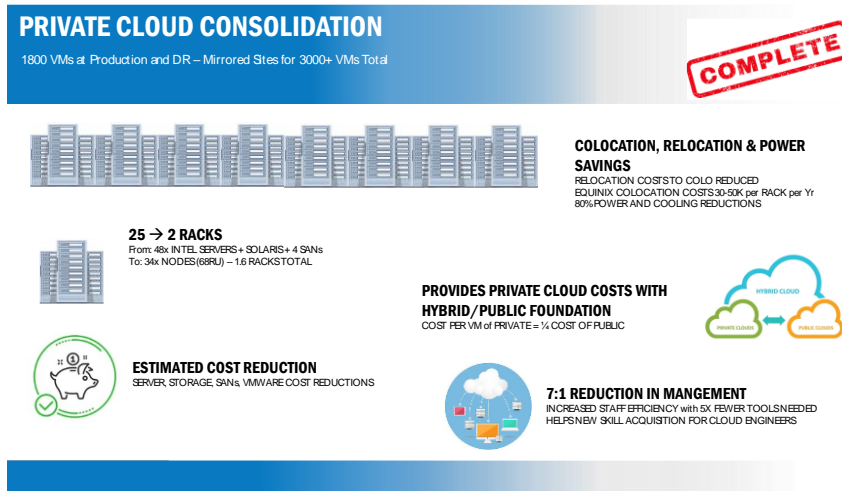 PRIVATE CLOUD CONSOLIDATION
1800 VMs at Production and DR – Mirrored Sites for 3000+ VMs Total
COMPLETE
COLOCATION, RELOCATION & POWER
SAVINGS
RELOCATION COSTS TO COLO REDUCED
EQUINIX COLOCATION COSTS 30-50K per RACK per Yr
80% POWER AND COOLING REDUCTIONS
25 → 2 RACKS
From: 48x INTEL SERVERS + SOLARIS + 4 SANs
To: 34x NODES (68RU) – 1.6 RACKS TOTAL
PROVIDES PRIVATE CLOUD COSTS WITH
HYBRID/PUBLIC FOUNDATION
COST PER VM of PRIVATE = ¼ COST OF PUBLIC
HYBRID CLOUD
PRIVATE CLOUDS
PUBLIC CLOUDS
ESTIMATED COST REDUCTION
SERVER, STORAGE, SANs, VMWARE COST REDUCTIONS
1
7:1 REDUCTION IN MANGEMENT
INCREASED STAFF EFFICIENCY with 5X FEWER TOOLS NEEDED
HELPS NEW SKILL ACQUISITION FOR CLOUD ENGINEERS